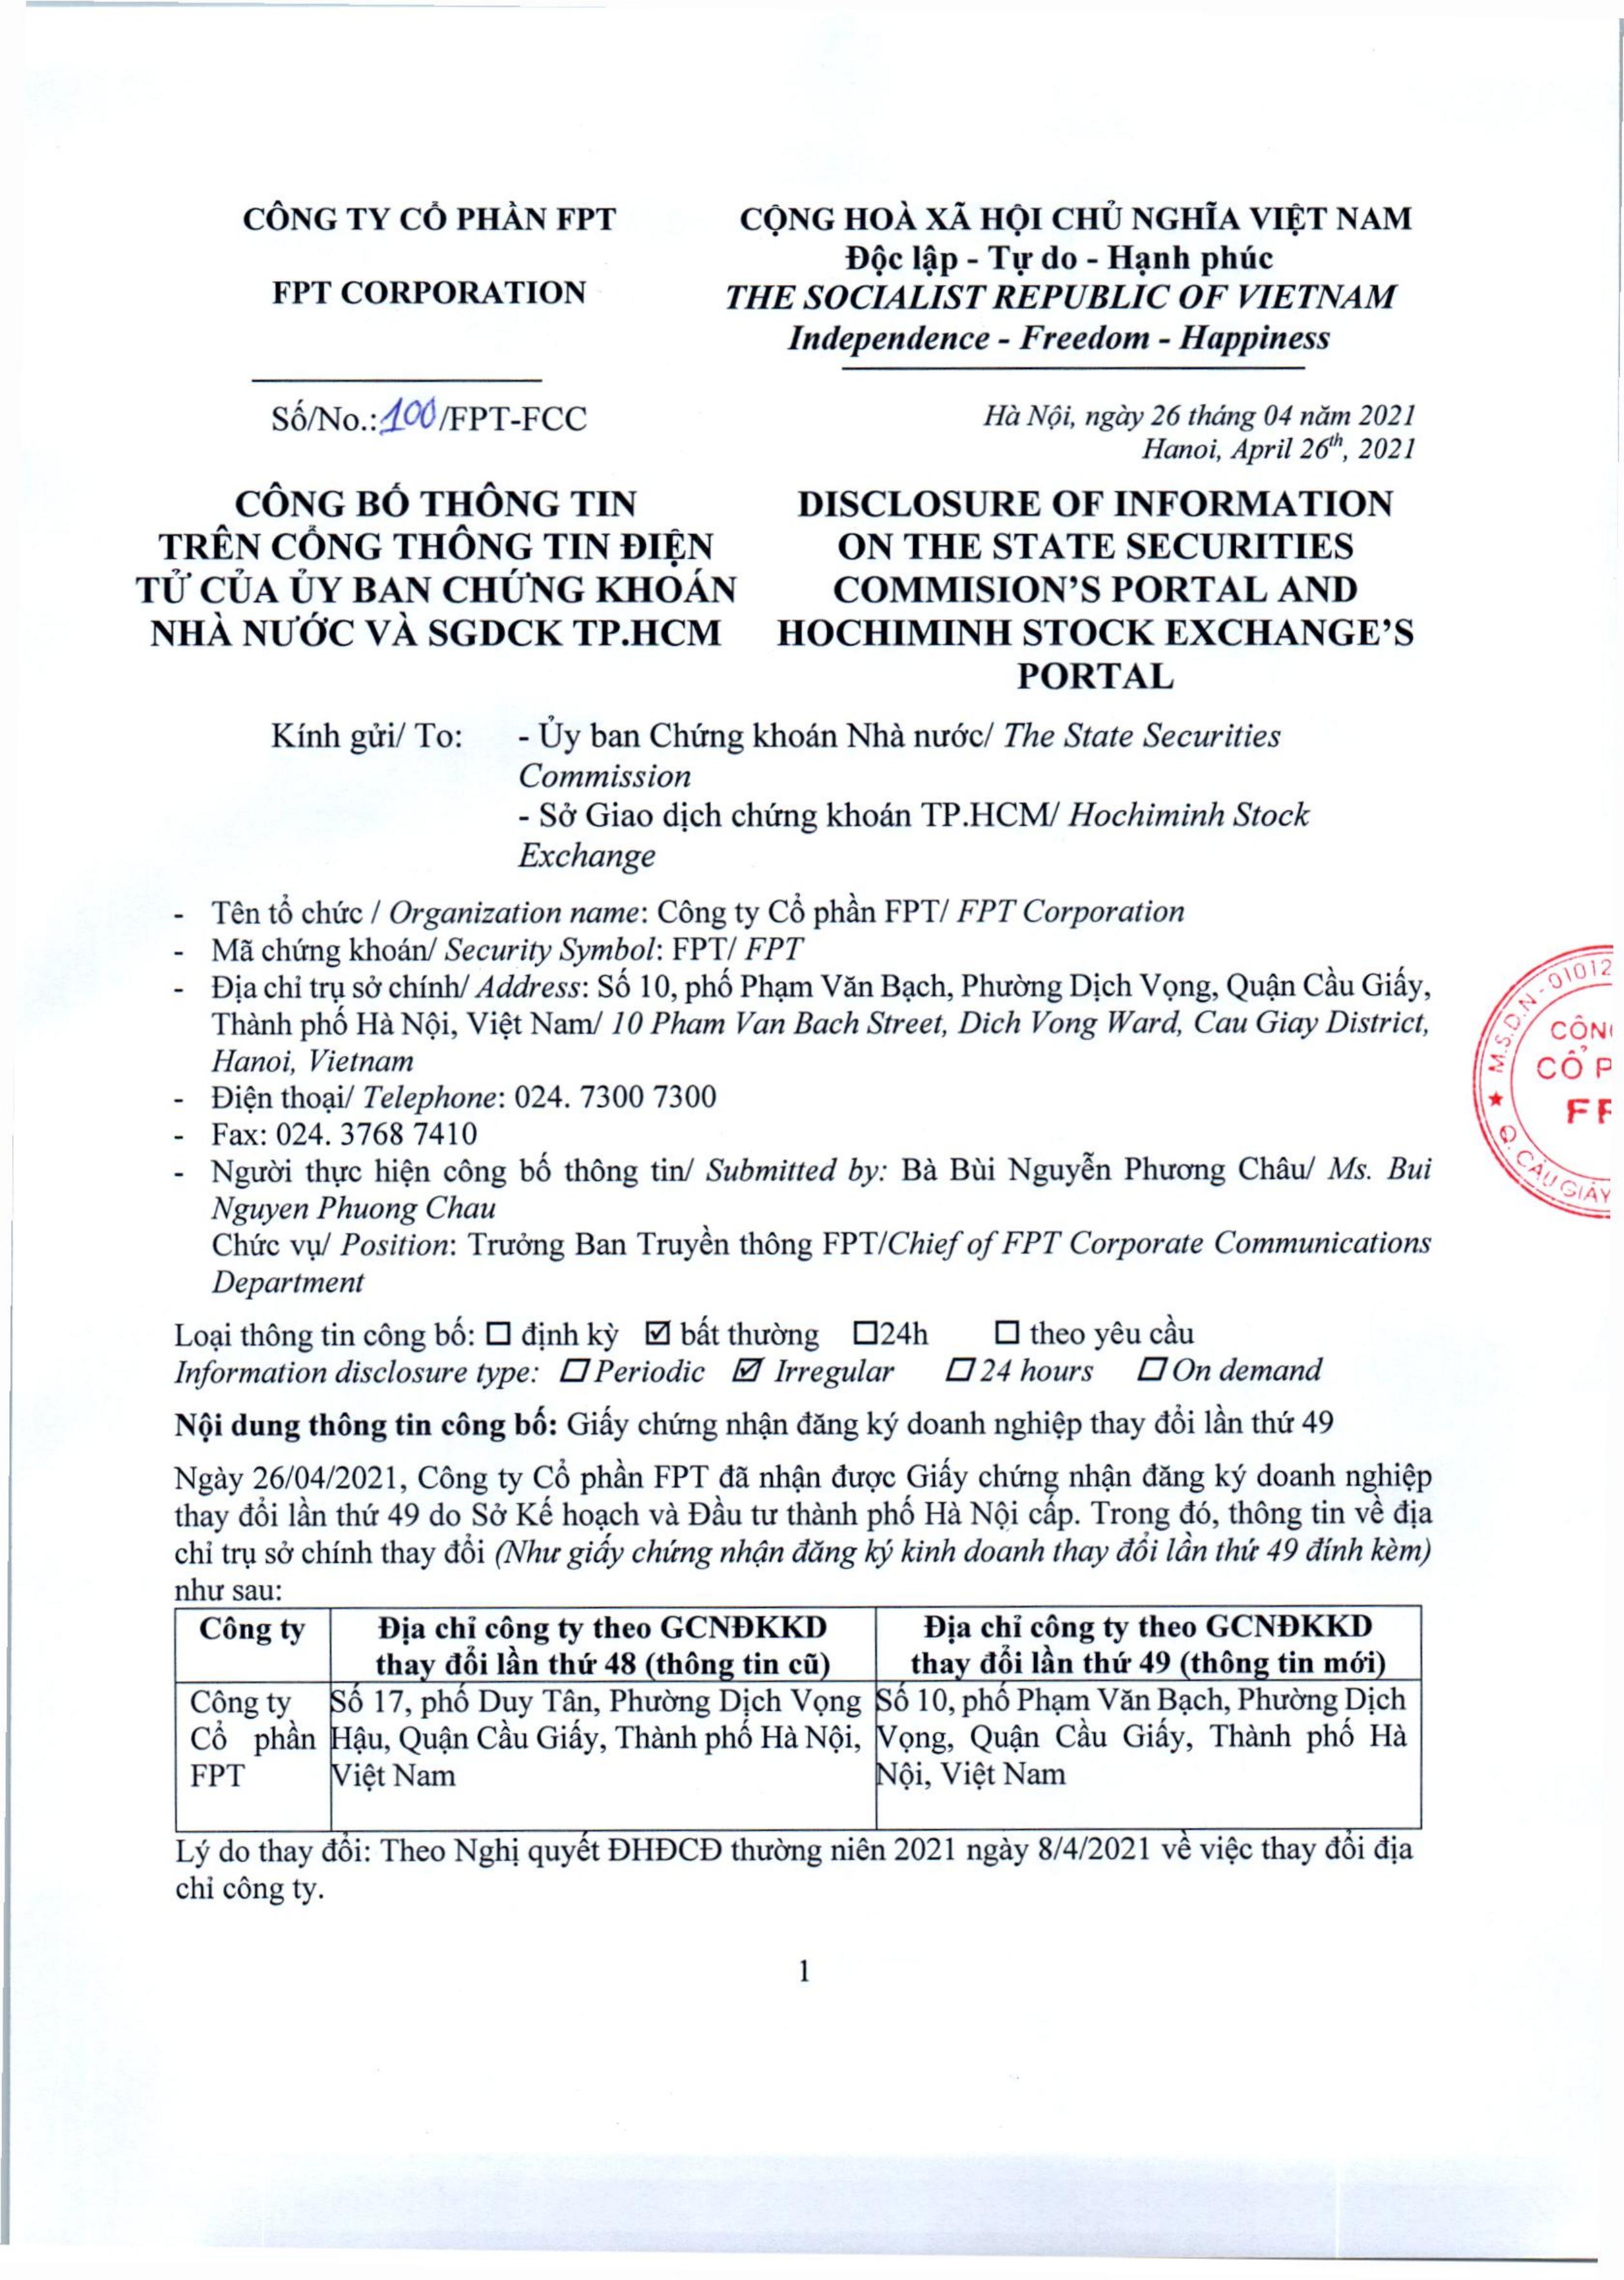 CÔNG TY CỔ PHẦN FPT
FPT CORPORATION
CỘNG HOÀ XÃ HỘI CHỦ NGHĨA VIỆT NAM
Độc lập - Tự do - Hạnh phúc
THE SOCIALIST REPUBLIC OF VIETNAM
Independence - Freedom - Happiness
Số/No.:100/FPT-FCC
Hà Nội, ngày 26 tháng 04 năm 2021
Hanoi, April 26th, 2021
CÔNG BỐ THÔNG TIN
TRÊN CỔNG THÔNG TIN ĐIỆN
TỬ CỦA ỦY BAN CHỨNG KHOÁN
NHÀ NƯỚC VÀ SGDCK TP.HCM
DISCLOSURE OF INFORMATION
ON THE STATE SECURITIES
COMMISION'S PORTAL AND
HOCHIMINH STOCK EXCHANGE'S
PORTAL
Kính gửi/ To: - Ủy ban Chứng khoán Nhà nước/ The State Securities
Commission
- Sở Giao dịch chứng khoán TP.HCM/ Hochiminh Stock
Exchange
- Tên tổ chức / Organization name: Công ty Cổ phần FPT/ FPT Corporation
- Mã chứng khoán/ Security Symbol: FPT/ FPT
- Địa chỉ trụ sở chính/ Address: Số 10, phố Phạm Văn Bạch, Phường Dịch Vọng, Quận Cầu Giấy,
Thành phố Hà Nội, Việt Nam/ 10 Pham Van Bach Street, Dich Vong Ward, Cau Giay District,
Hanoi, Vietnam
- Điện thoại/ Telephone: 024. 7300 7300
- Fax: 024. 3768 7410
- Người thực hiện công bố thông tin/ Submitted by: Bà Bùi Nguyễn Phương Châu/ Ms. Bui
Nguyen Phuong Chau
Chức vụ/ Position: Trưởng Ban Truyền thông FPT/Chief of FPT Corporate Communications
Department
Loại thông tin công bố: ☐ định kỳ ☑ bất thường ☐24h ☐ theo yêu cầu
Information disclosure type: ☐ Periodic ☑ Irregular ☐ 24 hours ☐ On demand
Nội dung thông tin công bố: Giấy chứng nhận đăng ký doanh nghiệp thay đổi lần thứ 49
Ngày 26/04/2021, Công ty Cổ phần FPT đã nhận được Giấy chứng nhận đăng ký doanh nghiệp
thay đổi lần thứ 49 do Sở Kế hoạch và Đầu tư thành phố Hà Nội cấp. Trong đó, thông tin về địa
chỉ trụ sở chính thay đổi (Như giấy chứng nhận đăng ký kinh doanh thay đổi lần thứ 49 đính kèm)
như sau:
Công ty
Địa chỉ công ty theo GCNĐKKD
thay đổi lần thứ 48 (thông tin cũ)
Địa chỉ công ty theo GCNĐKKD
thay đổi lần thứ 49 (thông tin mới)
Công ty
Cổ phần
FPT
Số 17, phố Duy Tân, Phường Dịch Vọng
Hậu, Quận Cầu Giấy, Thành phố Hà Nội,
Việt Nam
Số 10, phố Phạm Văn Bạch, Phường Dịch
Vọng, Quận Cầu Giấy, Thành phố Hà
Nội, Việt Nam
Lý do thay đổi: Theo Nghị quyết ĐHĐCĐ thường niên 2021 ngày 8/4/2021 về việc thay đổi địa
chỉ công ty.
1
M.S.D.N - 01012
CÔN
CỔ P
Q. CẦU GIẤY